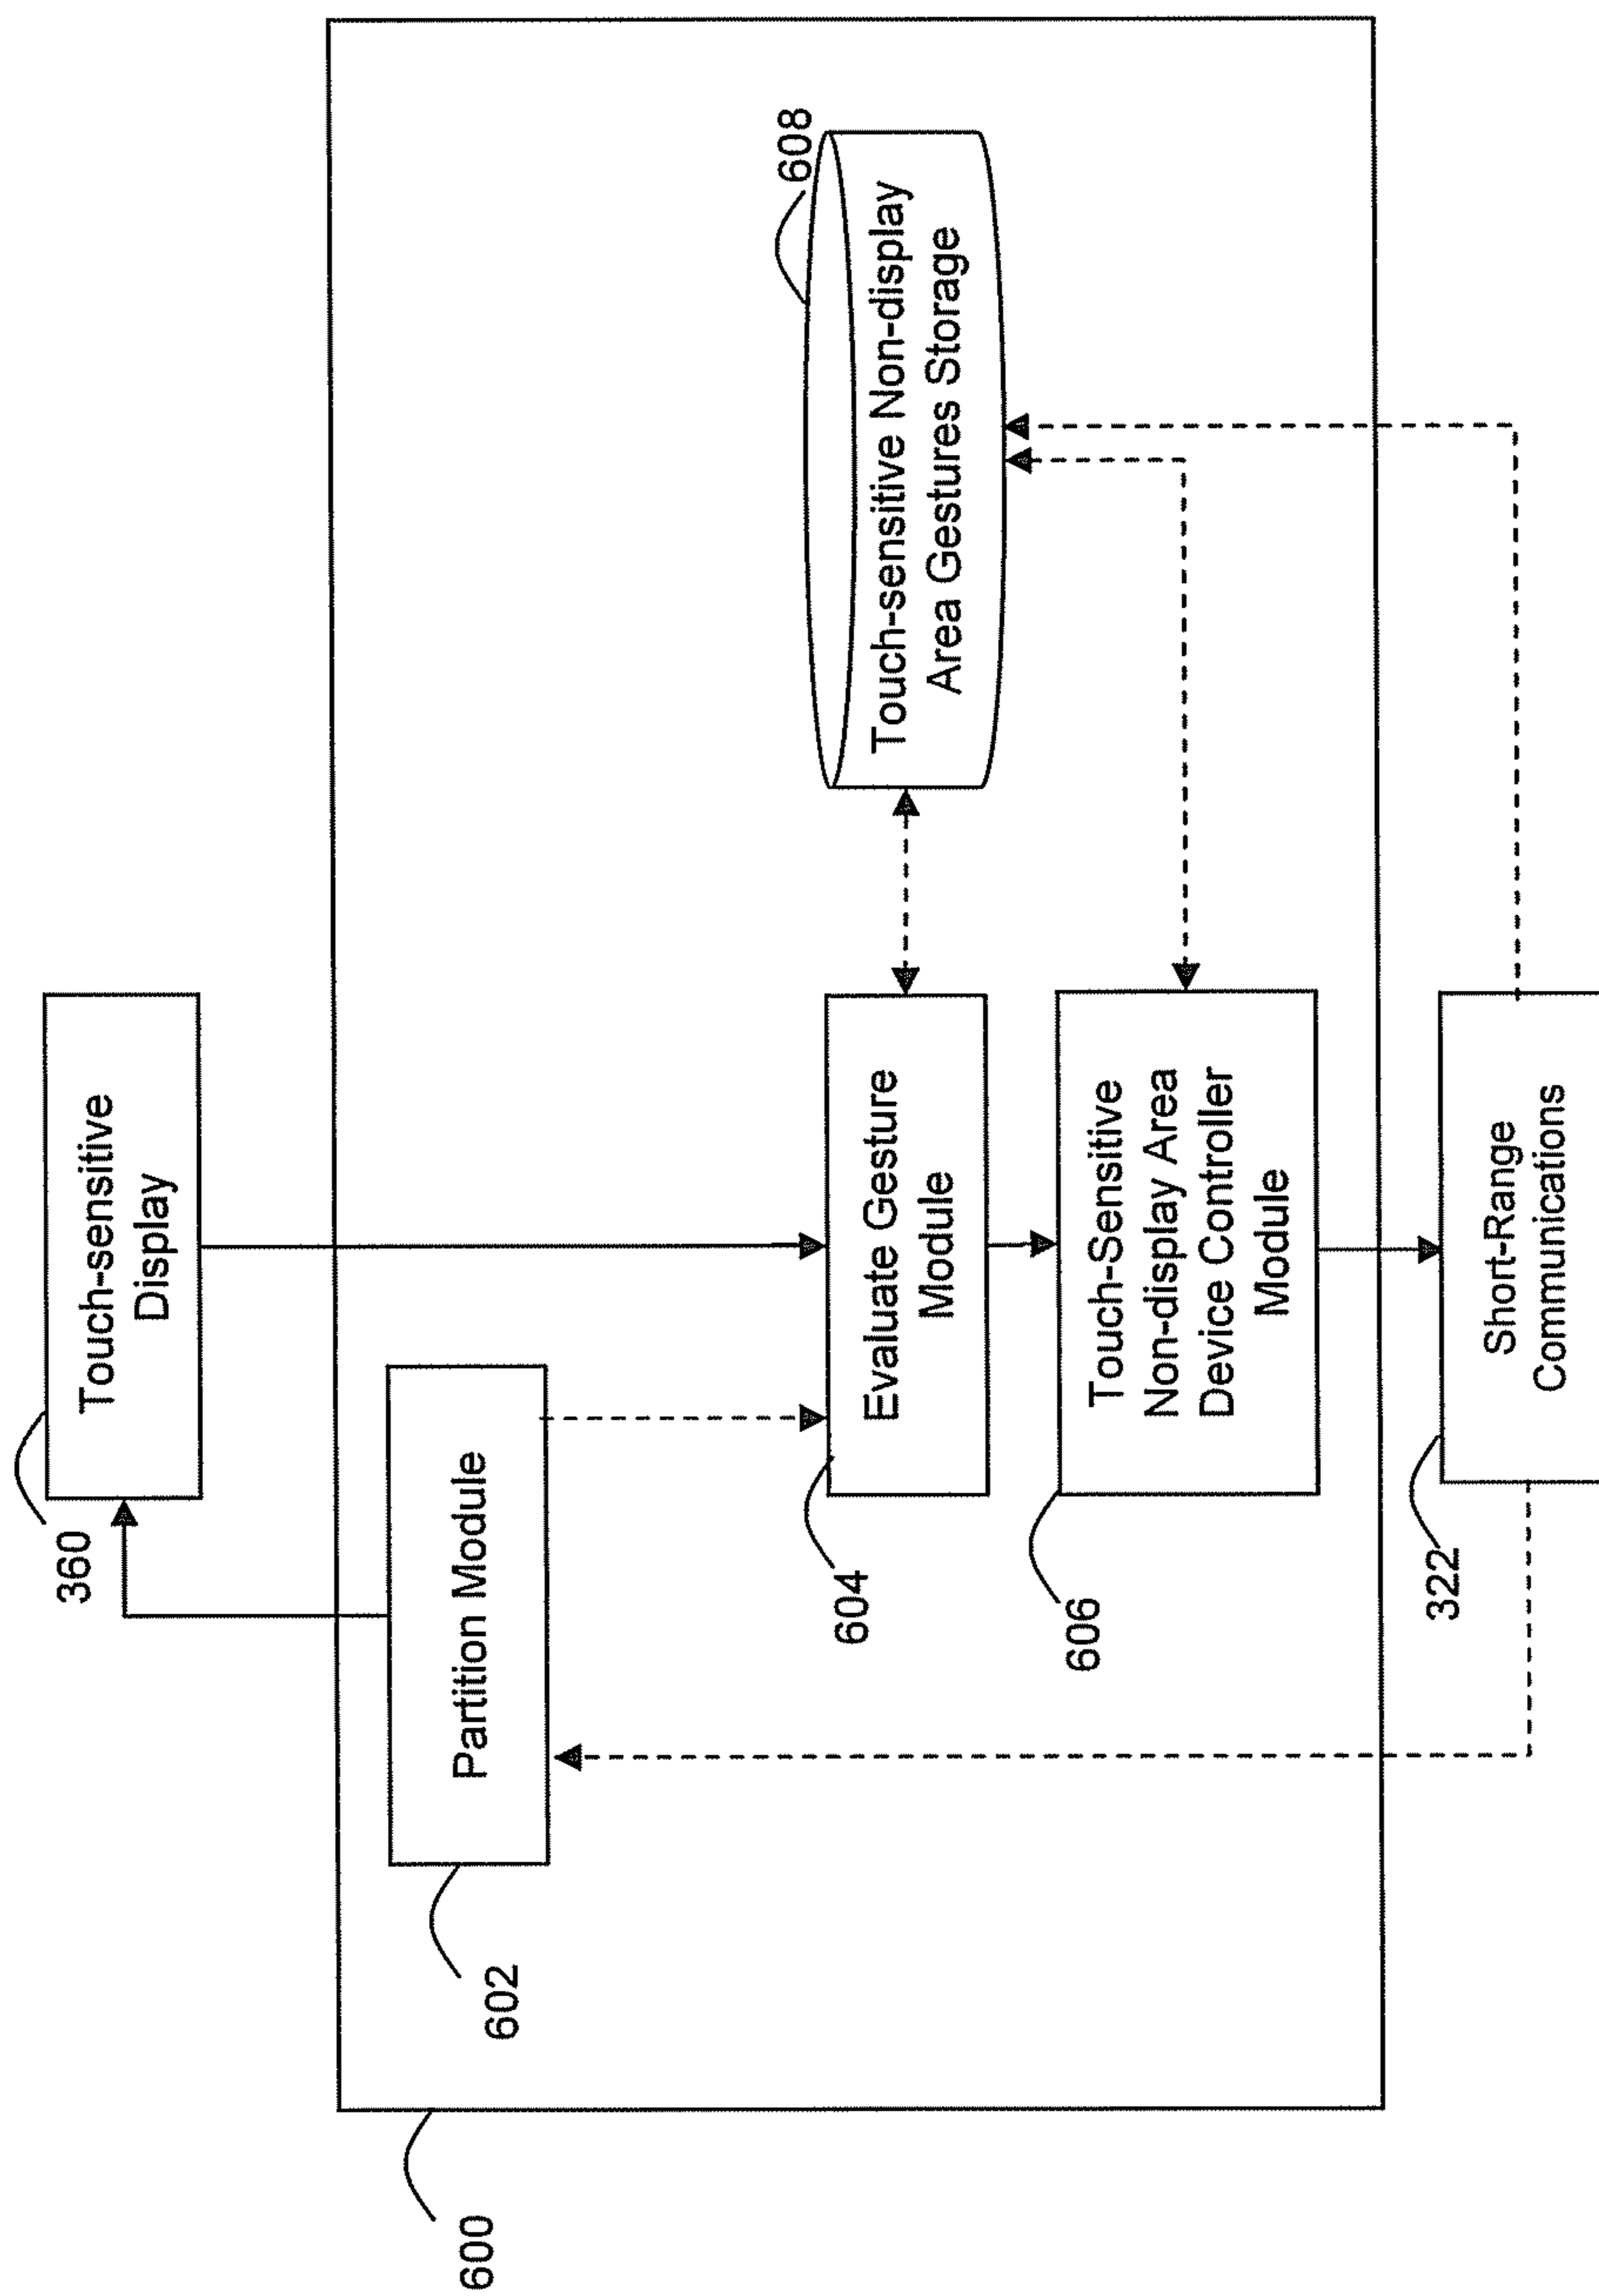 360
Touch-sensitive
Display
600
602
Partition Module
608
Touch-sensitive Non-display
Area Gestures Storage
604
Evaluate Gesture
Module
606
Touch-Sensitive
Non-display Area
Device Controller
Module
322
Short-Range
Communications